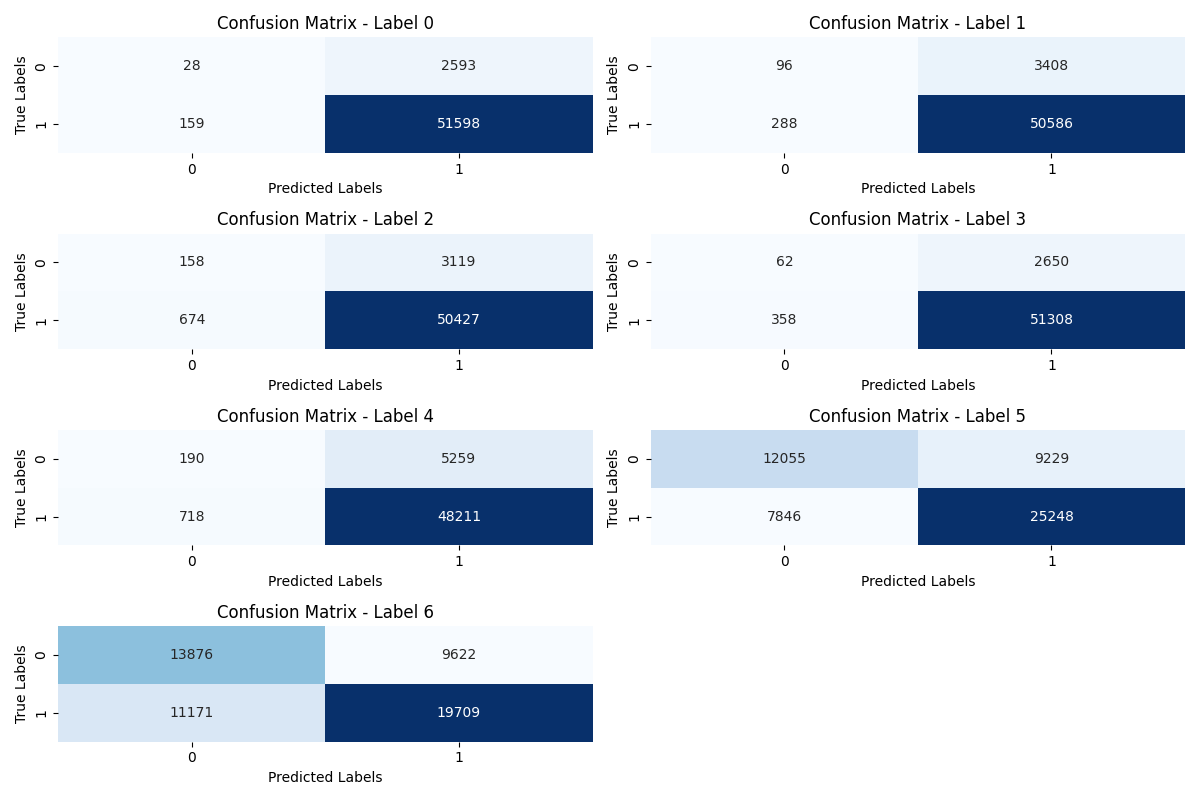 Confusion Matrix - Label 0
True Labels
0
28
2593
1
159
51598
0
1
Predicted Labels
Confusion Matrix - Label 1
True Labels
0
96
3408
1
288
50586
0
1
Predicted Labels
Confusion Matrix - Label 2
True Labels
0
158
3119
1
674
50427
0
1
Predicted Labels
Confusion Matrix - Label 3
True Labels
0
62
2650
1
358
51308
0
1
Predicted Labels
Confusion Matrix - Label 4
True Labels
0
190
5259
1
718
48211
0
1
Predicted Labels
Confusion Matrix - Label 5
True Labels
0
12055
9229
1
7846
25248
0
1
Predicted Labels
Confusion Matrix - Label 6
True Labels
0
13876
9622
1
11171
19709
0
1
Predicted Labels